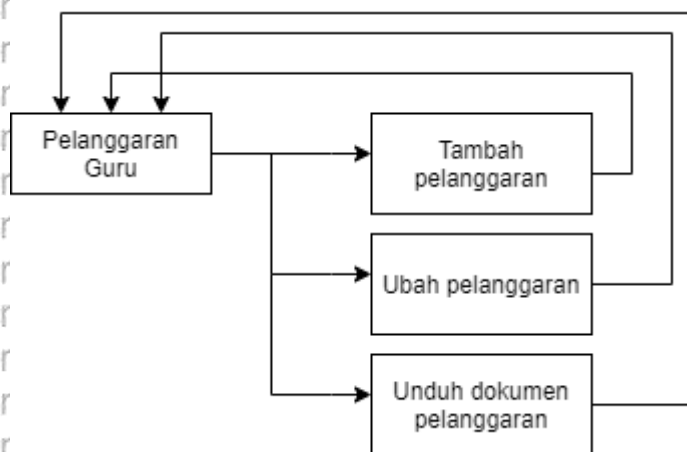 Pelanggaran
Guru
Tambah
pelanggaran
Ubah pelanggaran
Unduh dokumen
pelanggaran